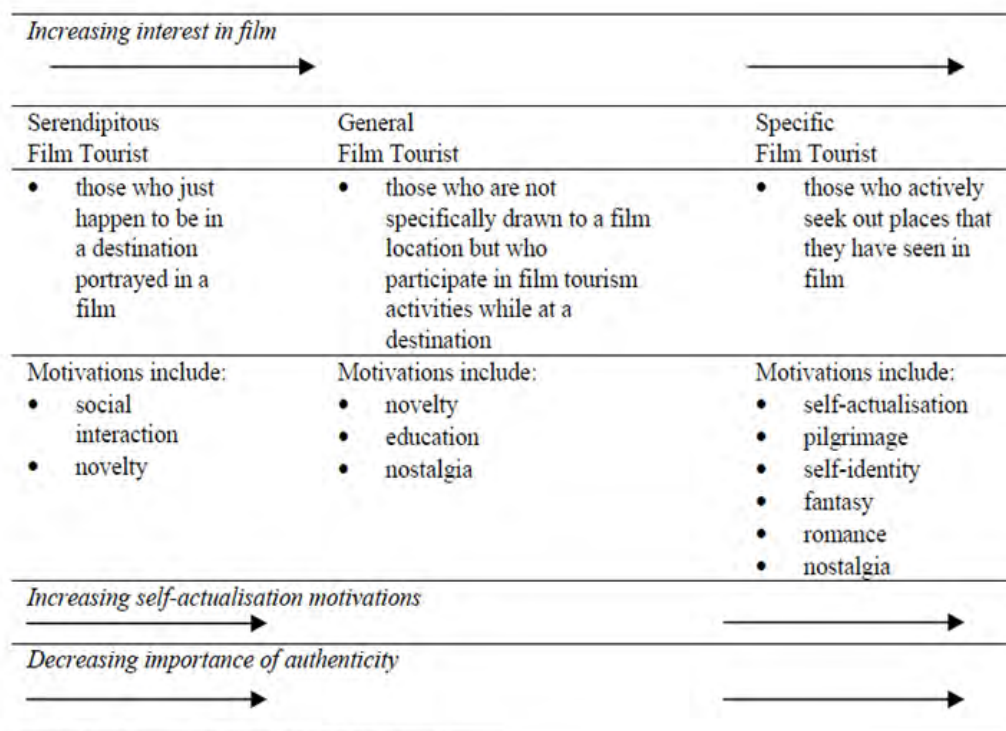 Increasing interest in film
Serendipitous
Film Tourist
General
Film Tourist
Specific
Film Tourist
• those who just
happen to be in
a destination
portrayed in a
film
• those who are not
specifically drawn to a film
location but who
participate in film tourism
activities while at a
destination
• those who actively
seek out places that
they have seen in
film
Motivations include:
• social
interaction
• novelty
Motivations include:
• novelty
• education
• nostalgia
Motivations include:
• self-actualisation
• pilgrimage
• self-identity
• fantasy
• romance
• nostalgia
Increasing self-actualisation motivations
Decreasing importance of authenticity